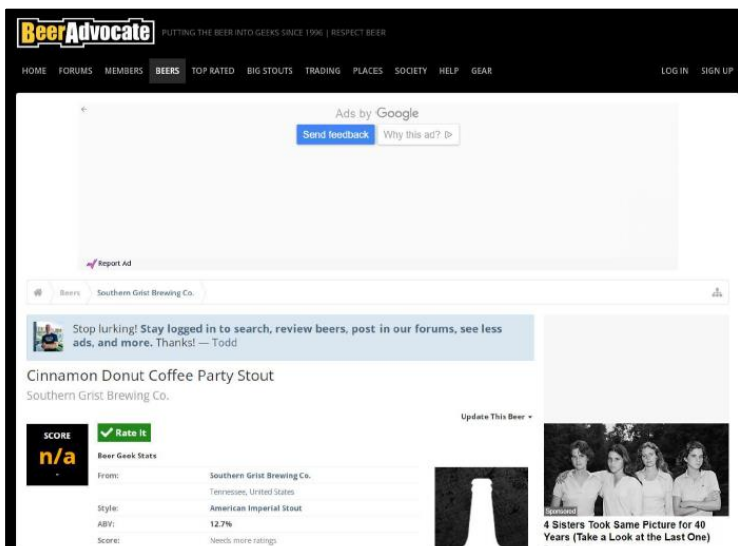 BeerAdvocate PUTTING THE BEER INTO GEEKS SINCE 1996 | RESPECT BEER
HOME FORUMS MEMBERS BEERS TOP RATED BIG STOUTS TRADING PLACES SOCIETY HELP GEAR LOG IN SIGN UP
Ads by Google
Send feedback Why this ad?
Report Ad
Beers Southern Grist Brewing Co.
Stop lurking! Stay logged in to search, review beers, post in our forums, see less
ads, and more. Thanks! — Todd
Cinnamon Donut Coffee Party Stout
Southern Grist Brewing Co.
Update This Beer
SCORE
n/a
-
Rate It
Beer Geek Stats
From: Southern Grist Brewing Co.
Tennessee, United States
Style: American Imperial Stout
ABV: 12.7%
Score: Needs more ratings
Sponsored
4 Sisters Took Same Picture for 40
Years (Take a Look at the Last One)